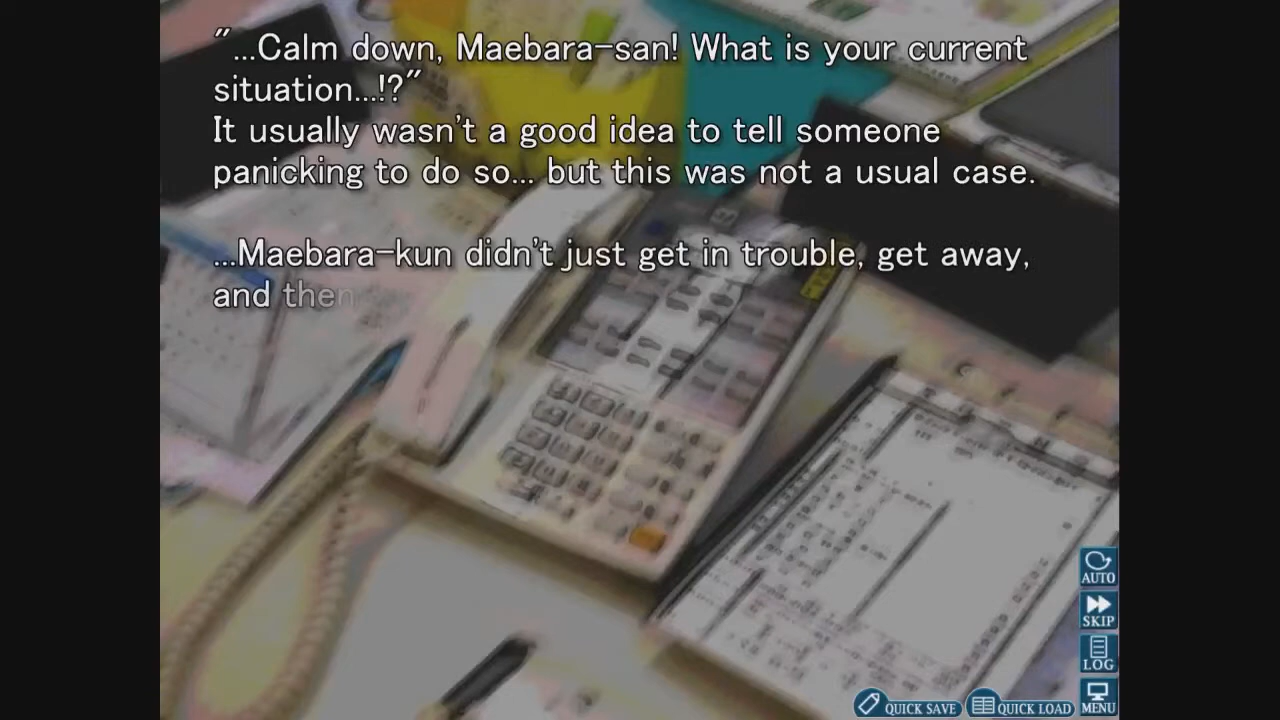 "...Calm down, Maebara-san! What is your current
situation...!?"
It usually wasn't a good idea to tell someone
panicking to do so... but this was not a usual case.
...Maebara-kun didn't just get in trouble, get away,
and then
AUTO
SKIP
LOG
MENU
QUICK SAVE
QUICK LOAD